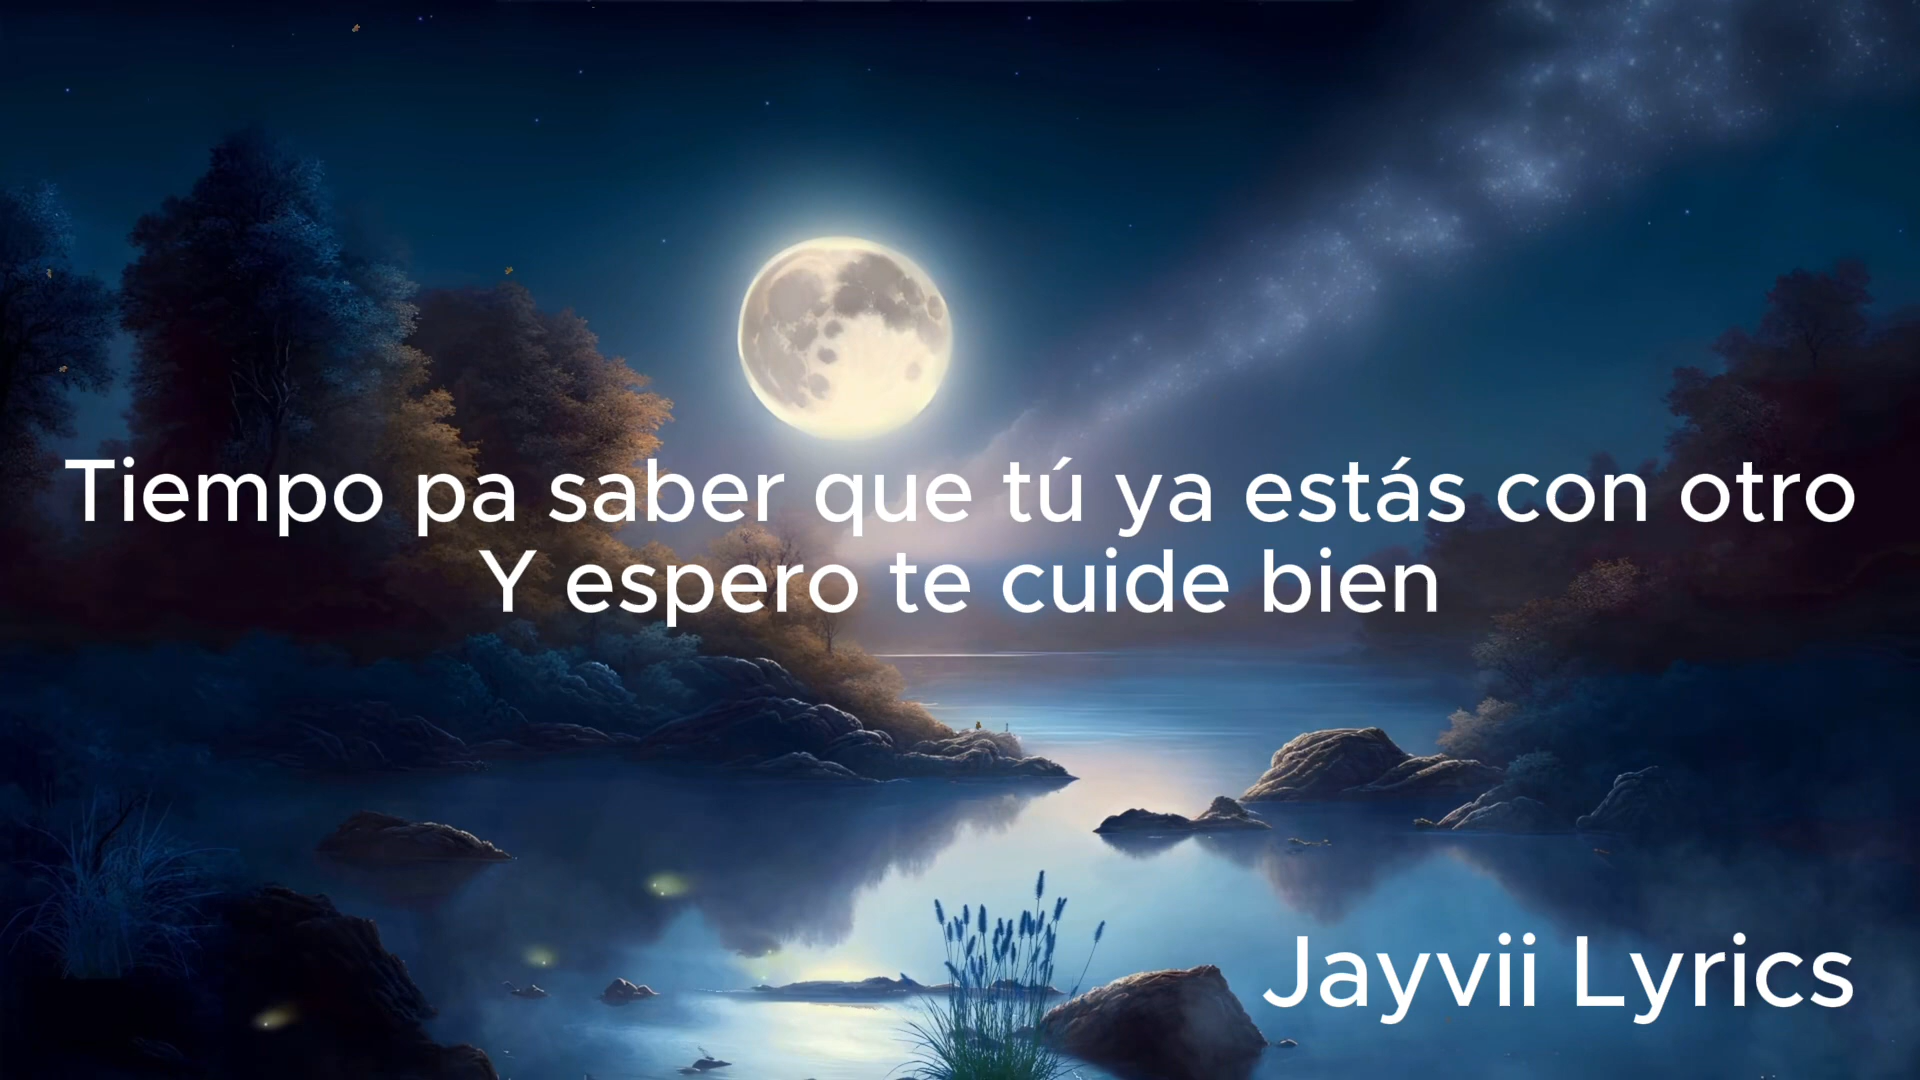 Tiempo pa saber que tú ya estás con otro
Y espero te cuide bien
Jayvii Lyrics